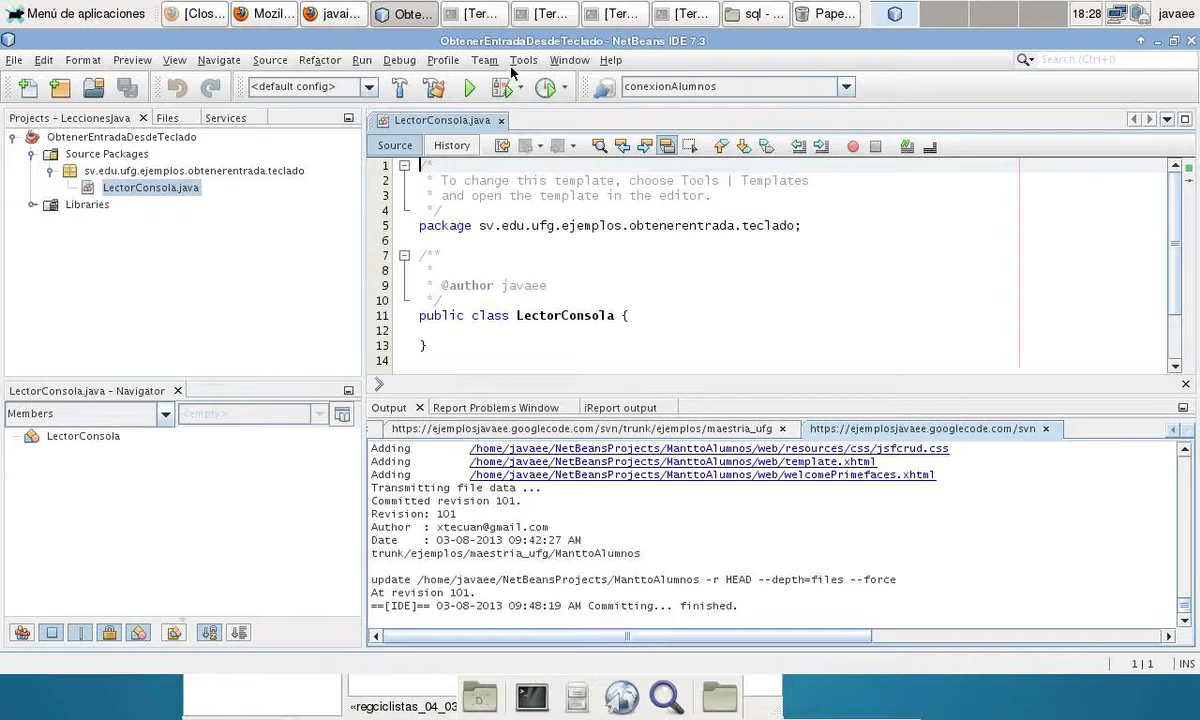 Menú de aplicaciones
[Clos...
Mozil...
javai...
Obte...
[Ter...
[Ter...
[Ter...
[Ter...
sql - ...
Pape...
18:28
javaee
ObtenerEntradaDesdeTeclado - NetBeans IDE 7.3
File Edit Format Preview View Navigate Source Refactor Run Debug Profile Team Tools Window Help
Search (Ctrl+I)
<default config>
conexionAlumnos
Projects - LeccionesJava
Files
Services
ObtenerEntradaDesdeTeclado
Source Packages
sv.edu.ufg.ejemplos.obtenerentrada.teclado
LectorConsola.java
Libraries
LectorConsola.java - Navigator
Members
<empty>
LectorConsola
LectorConsola.java
Source
History
1 /*
2 * To change this template, choose Tools | Templates
3 * and open the template in the editor.
4 */
5 package sv.edu.ufg.ejemplos.obtenerentrada.teclado;
6
7 /**
8 *
9 * @author javaee
10 */
11 public class LectorConsola {
12
13 }
14
Output
Report Problems Window
iReport output
https://ejemplosjavaee.googlecode.com/svn/trunk/ejemplos/maestria_ufg
https://ejemplosjavaee.googlecode.com/svn
Adding /home/javaee/NetBeansProjects/ManttoAlumnos/web/resources/css/jsfcrud.css
Adding /home/javaee/NetBeansProjects/ManttoAlumnos/web/template.xhtml
Adding /home/javaee/NetBeansProjects/ManttoAlumnos/web/welcomePrimefaces.xhtml
Transmitting file data ...
Committed revision 101.
Revision: 101
Author : xtecuan@gmail.com
Date : 03-08-2013 09:42:27 AM
trunk/ejemplos/maestria_ufg/ManttoAlumnos
update /home/javaee/NetBeansProjects/ManttoAlumnos -r HEAD --depth=files --force
At revision 101.
==[IDE]== 03-08-2013 09:48:19 AM Committing... finished.
1 | 1
INS
«regciclistas_04_03